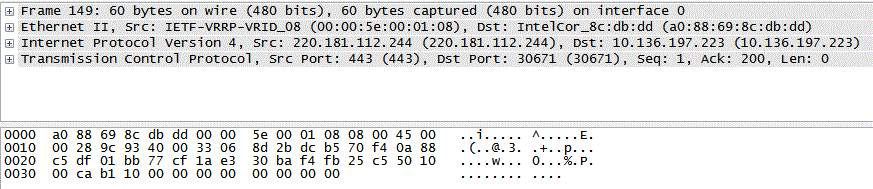 Frame 149: 60 bytes on wire (480 bits), 60 bytes captured (480 bits) on interface 0
Ethernet II, Src: IETF-VRRP-VRID_08 (00:00:5e:00:01:08), Dst: IntelCor_8c:db:dd (a0:88:69:8c:db:dd)
Internet Protocol Version 4, Src: 220.181.112.244 (220.181.112.244), Dst: 10.136.197.223 (10.136.197.223)
Transmission Control Protocol, Src Port: 443 (443), Dst Port: 30671 (30671), Seq: 1, Ack: 200, Len: 0
0000 a0 88 69 8c db dd 00 00 5e 00 01 08 08 00 45 00 ..i..... ^.....E.
0010 00 28 9c 93 40 00 33 06 8d 2b dc b5 70 f4 0a 88 .(..@.3. .+..p...
0020 c5 df 01 bb 77 cf 1a e3 30 ba f4 fb 25 c5 50 10 ....w... 0...%.P.
0030 00 ca b1 10 00 00 00 00 00 00 00 00 ........ ....